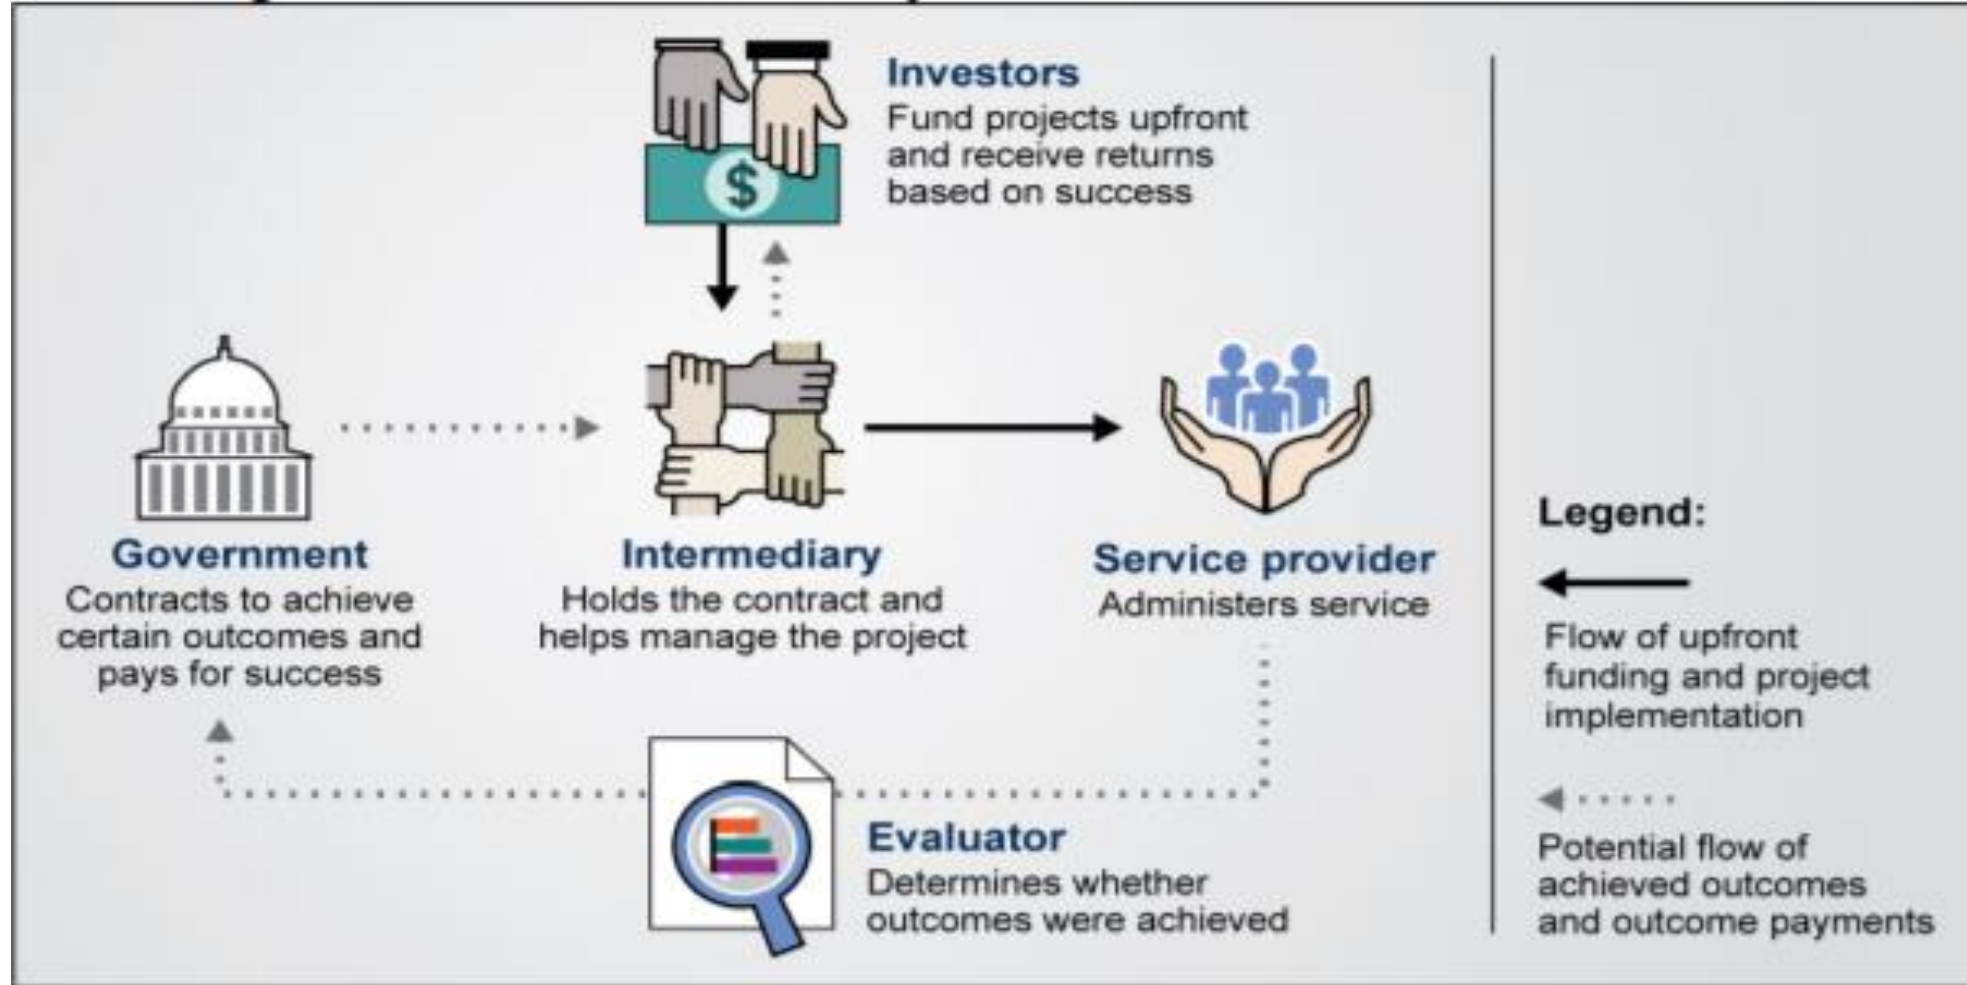 Investors
Fund projects upfront
and receive returns
based on success
$
Government
Contracts to achieve
certain outcomes and
pays for success
Intermediary
Holds the contract and
helps manage the project
Service provider
Administers service
Evaluator
Determines whether
outcomes were achieved
Legend:
Flow of upfront
funding and project
implementation
Potential flow of
achieved outcomes
and outcome payments